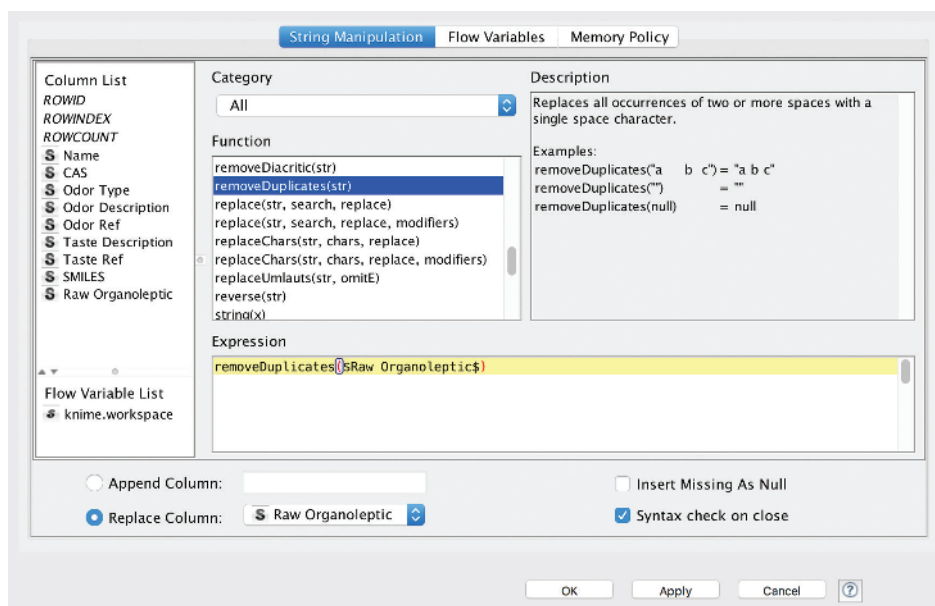 String Manipulation Flow Variables Memory Policy
Column List
ROWID
ROWINDEX
ROWCOUNT
S Name
S CAS
S Odor Type
S Odor Description
S Odor Ref
S Taste Description
S Taste Ref
S SMILES
S Raw Organoleptic
Flow Variable List
s knime.workspace
Category
All
Function
removeDiacritic(str)
removeDuplicates(str)
replace(str, search, replace)
replace(str, search, replace, modifiers)
replaceChars(str, chars, replace)
replaceChars(str, chars, replace, modifiers)
replaceUmlauts(str, omitE)
reverse(str)
string(x)
Description
Replaces all occurrences of two or more spaces with a
single space character.
Examples:
removeDuplicates("a b c") = "a b c"
removeDuplicates("") = ""
removeDuplicates(null) = null
Expression
removeDuplicates($Raw Organoleptic$)
Append Column:
Insert Missing As Null
Replace Column: S Raw Organoleptic
Syntax check on close
OK Apply Cancel ?